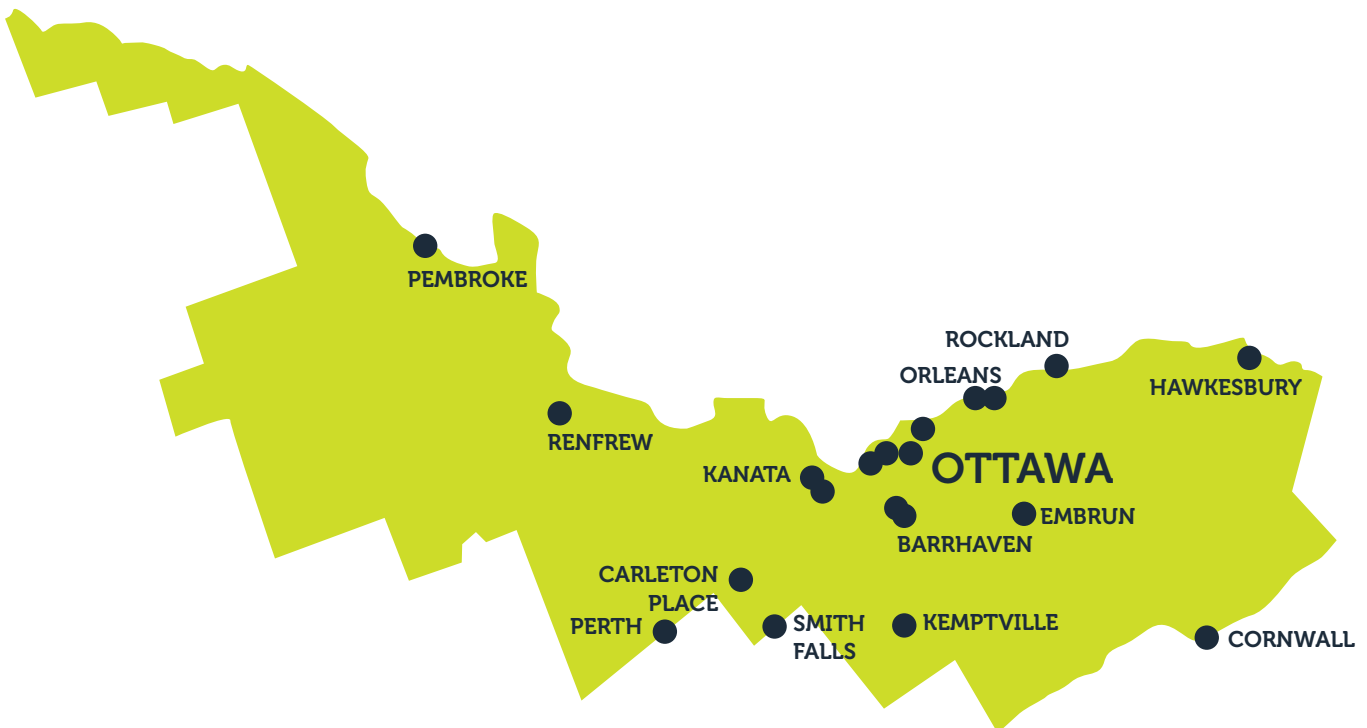 PEMBROKE
ROCKLAND
ORLEANS
HAWKESBURY
RENFREW
KANATA
OTTAWA
EMBRUN
BARRHAVEN
CARLETON
PLACE
PERTH
SMITH
FALLS
KEMPTVILLE
CORNWALL